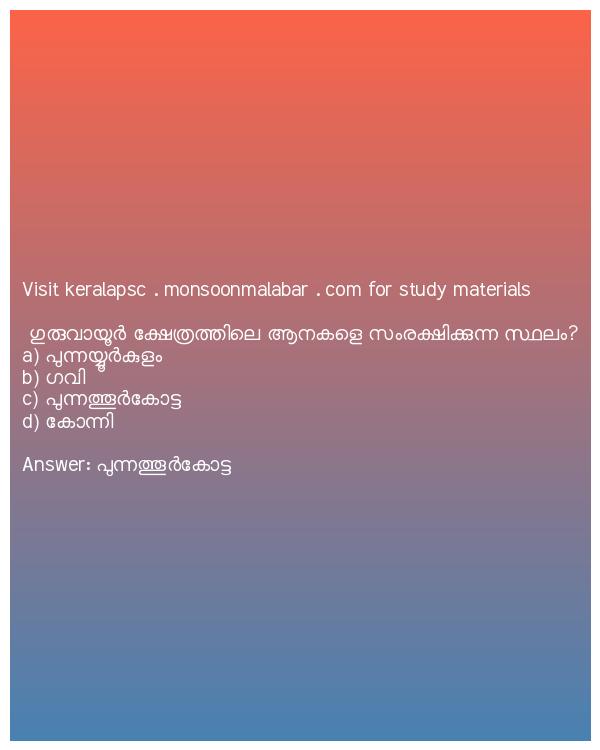 Visit keralapsc . monsoonmalabar . com for study materials
ഗുരുവായൂർ ക്ഷേത്രത്തിലെ ആനകളെ സംരക്ഷിക്കുന്ന സ്ഥലം?
a) പുന്നയ്യൂർകുളം
b) ഗവി
c) പുന്നത്തൂർകോട്ട
d) കോന്നി
Answer: പുന്നത്തൂർകോട്ട